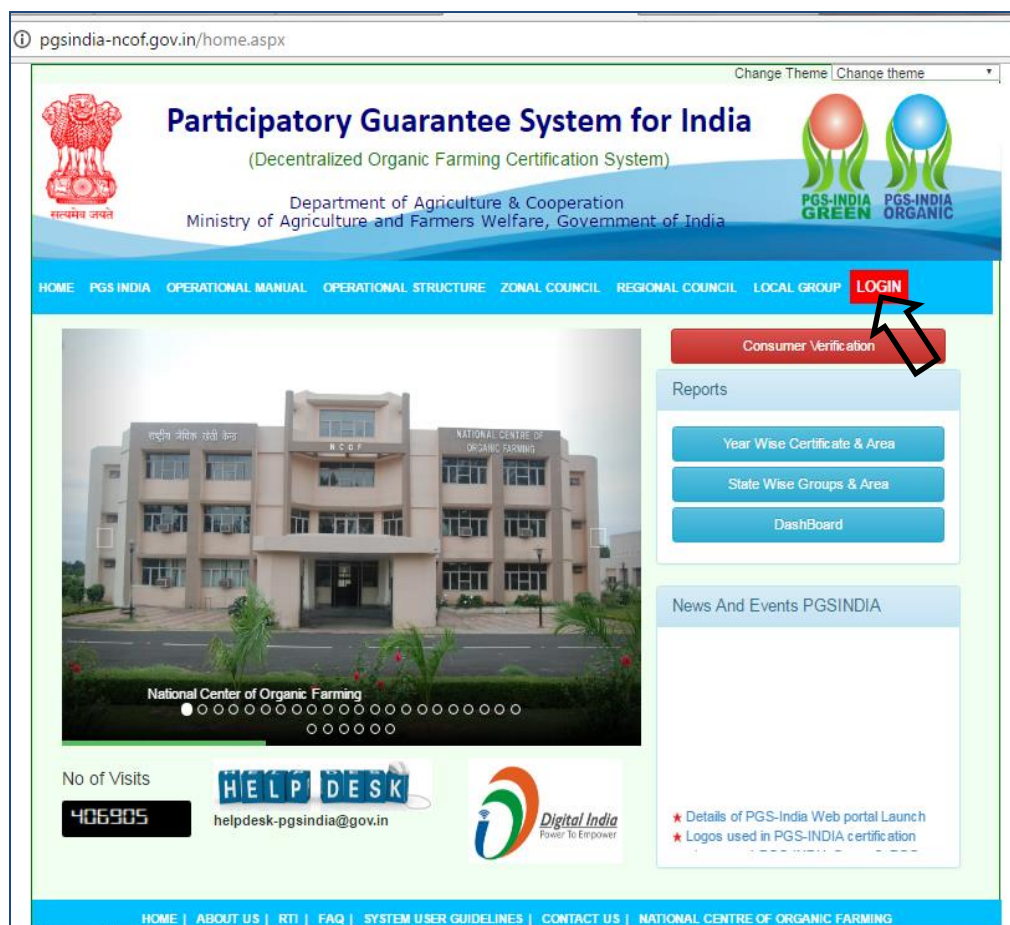 pgsindia-ncof.gov.in/home.aspx
Change Theme Change theme
Participatory Guarantee System for India
(Decentralized Organic Farming Certification System)
Department of Agriculture & Cooperation
Ministry of Agriculture and Farmers Welfare, Government of India
सत्यमेव जयते
PGS-INDIA GREEN
PGS-INDIA ORGANIC
HOME PGS INDIA OPERATIONAL MANUAL OPERATIONAL STRUCTURE ZONAL COUNCIL REGIONAL COUNCIL LOCAL GROUP LOGIN
राष्ट्रीय जैविक खेती केन्द्र
N C O F
NATIONAL CENTRE OF
ORGANIC FARMING
National Center of Organic Farming
Consumer Verification
Reports
Year Wise Certificate & Area
State Wise Groups & Area
DashBoard
News And Events PGSINDIA
★ Details of PGS-India Web portal Launch
★ Logos used in PGS-INDIA certification
No of Visits
406905
HELP DESK
helpdesk-pgsindia@gov.in
Digital India
Power To Empower
HOME | ABOUT US | RTI | FAQ | SYSTEM USER GUIDELINES | CONTACT US | NATIONAL CENTRE OF ORGANIC FARMING